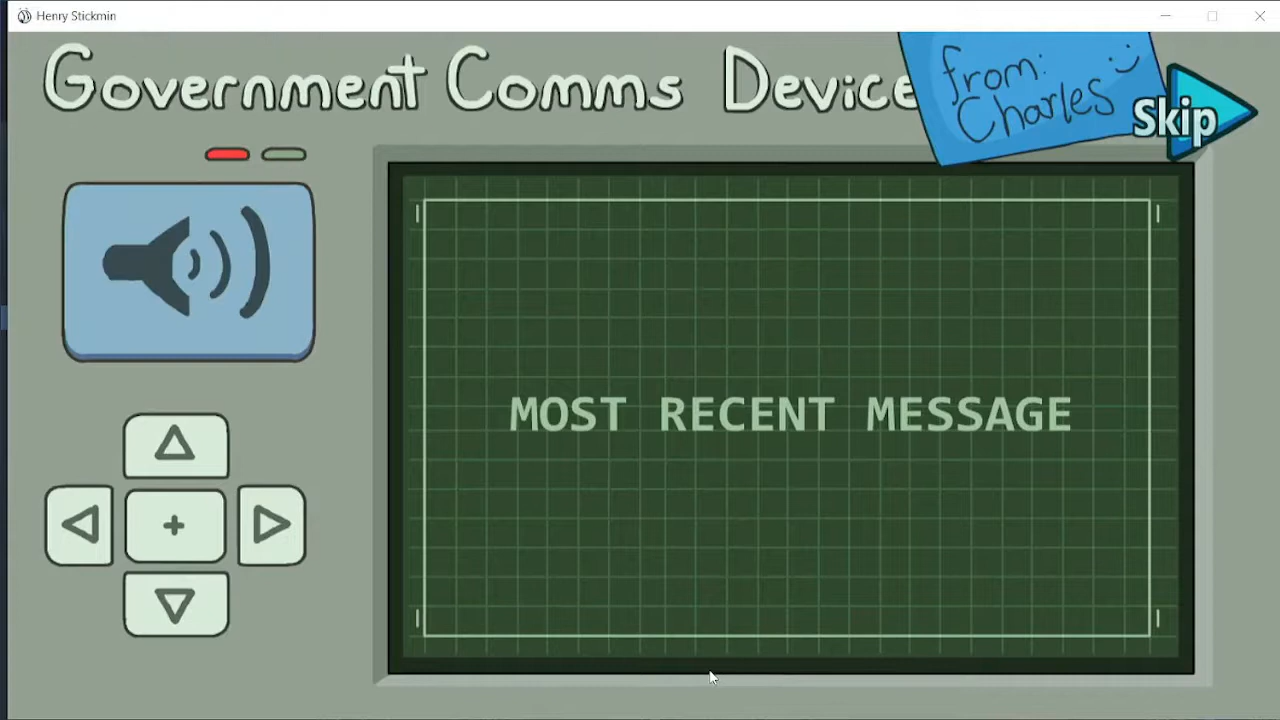 Henry Stickmin
Government Comms Device
from:
Charles
Skip
MOST RECENT MESSAGE